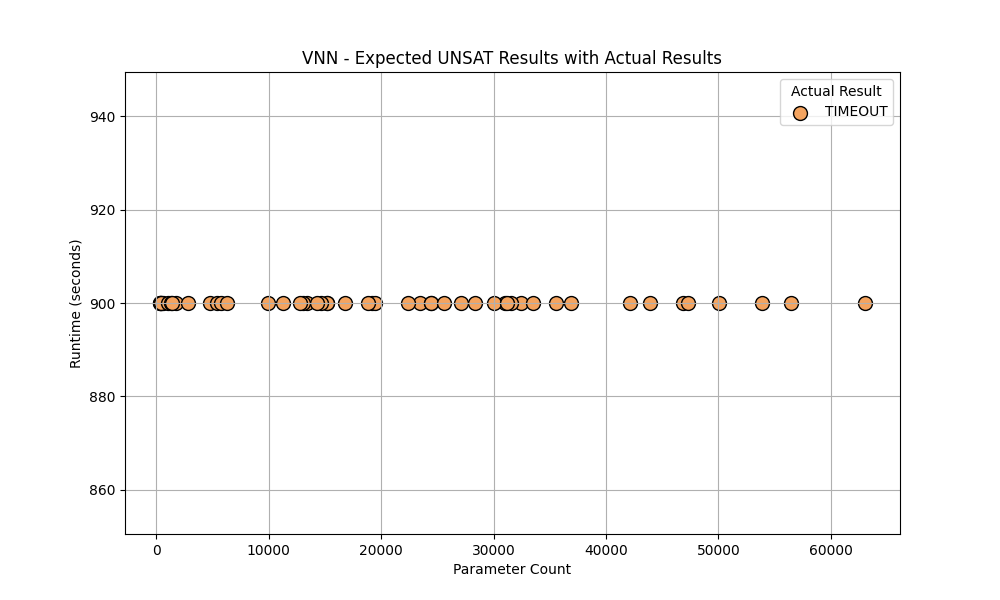 VNN - Expected UNSAT Results with Actual Results
Actual Result
TIMEOUT
Runtime (seconds)
940
920
900
880
860
0 10000 20000 30000 40000 50000 60000
Parameter Count